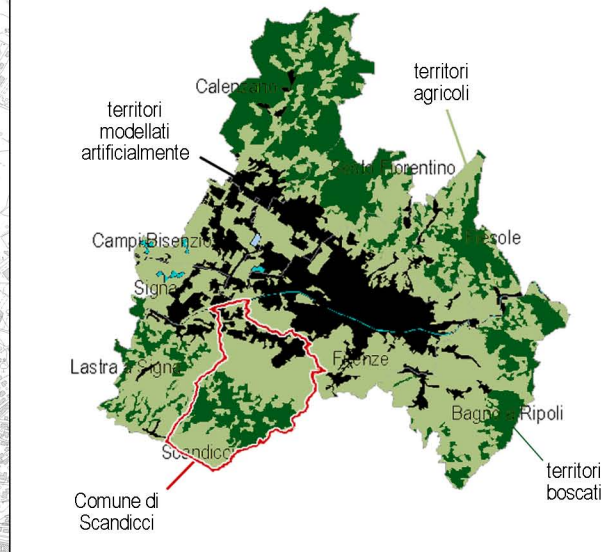 territori
agricoli
Calenzano
territori
modellati
artificialmente
Sesto Fiorentino
Campi Bisenzio
Fiesole
Signa
Lastra a Signa
Firenze
Bagno a Ripoli
Scandicci
territori
boscati
Comune di
Scandicci